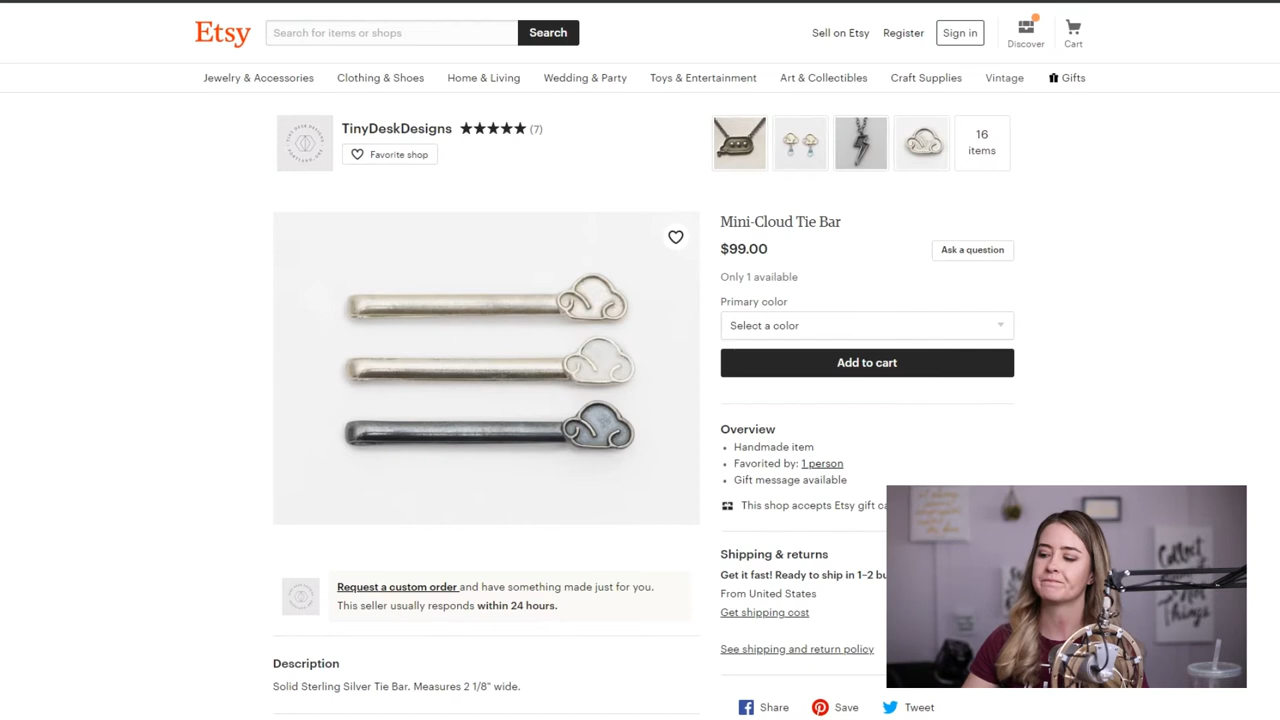 Etsy
Search for items or shops
Search
Sell on Etsy
Register
Sign in
Discover
Cart
Jewelry & Accessories
Clothing & Shoes
Home & Living
Wedding & Party
Toys & Entertainment
Art & Collectibles
Craft Supplies
Vintage
Gifts
TinyDeskDesigns ★★★★★ (7)
Favorite shop
16
items
Mini-Cloud Tie Bar
$99.00
Ask a question
Only 1 available
Primary color
Select a color
Add to cart
Overview
Handmade item
Favorited by: 1 person
Gift message available
This shop accepts Etsy gift
Shipping & returns
Get it fast! Ready to ship in 1–2
From United States
Get shipping cost
See shipping and return policy
Share
Save
Tweet
Request a custom order and have something made just for you.
This seller usually responds within 24 hours.
Description
Solid Sterling Silver Tie Bar. Measures 2 1/8" wide.
Collect
Things